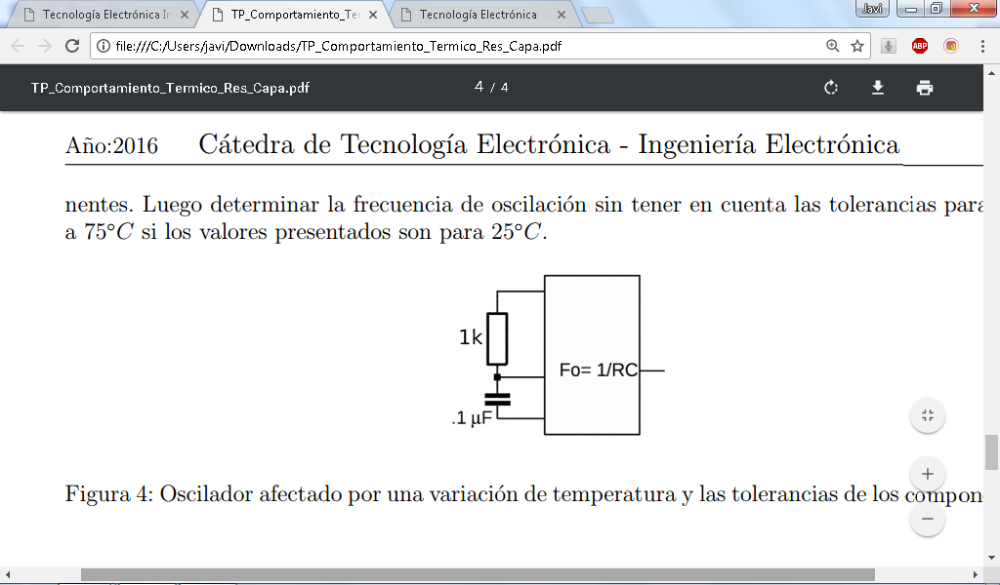 Tecnología Electrónica In
TP_Comportamiento_Te
Tecnología Electrónica
Javi
file:///C:/Users/javi/Downloads/TP_Comportamiento_Termico_Res_Capa.pdf
ABP
TP_Comportamiento_Termico_Res_Capa.pdf
4 / 4
Año:2016 Cátedra de Tecnología Electrónica - Ingeniería Electrónica
nentes. Luego determinar la frecuencia de oscilación sin tener en cuenta las tolerancias para
a 75°C si los valores presentados son para 25°C.
1k
Fo= 1/RC
.1 µF
Figura 4: Oscilador afectado por una variación de temperatura y las tolerancias de los compon